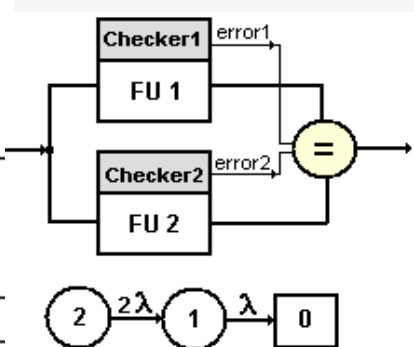 Checker1
error1
FU 1
=
Checker2
error2
FU 2
2 2λ 1 λ 0